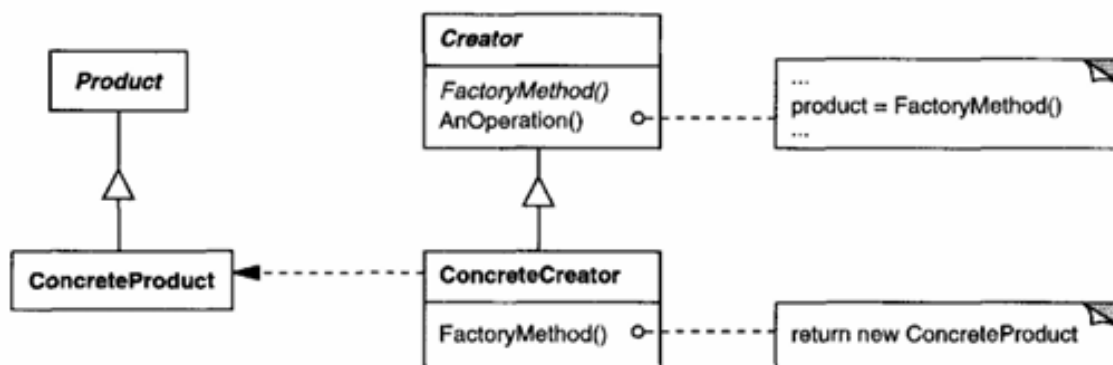 Product
ConcreteProduct
Creator
FactoryMethod()
AnOperation()
...
product = FactoryMethod()
...
ConcreteCreator
FactoryMethod()
return new ConcreteProduct